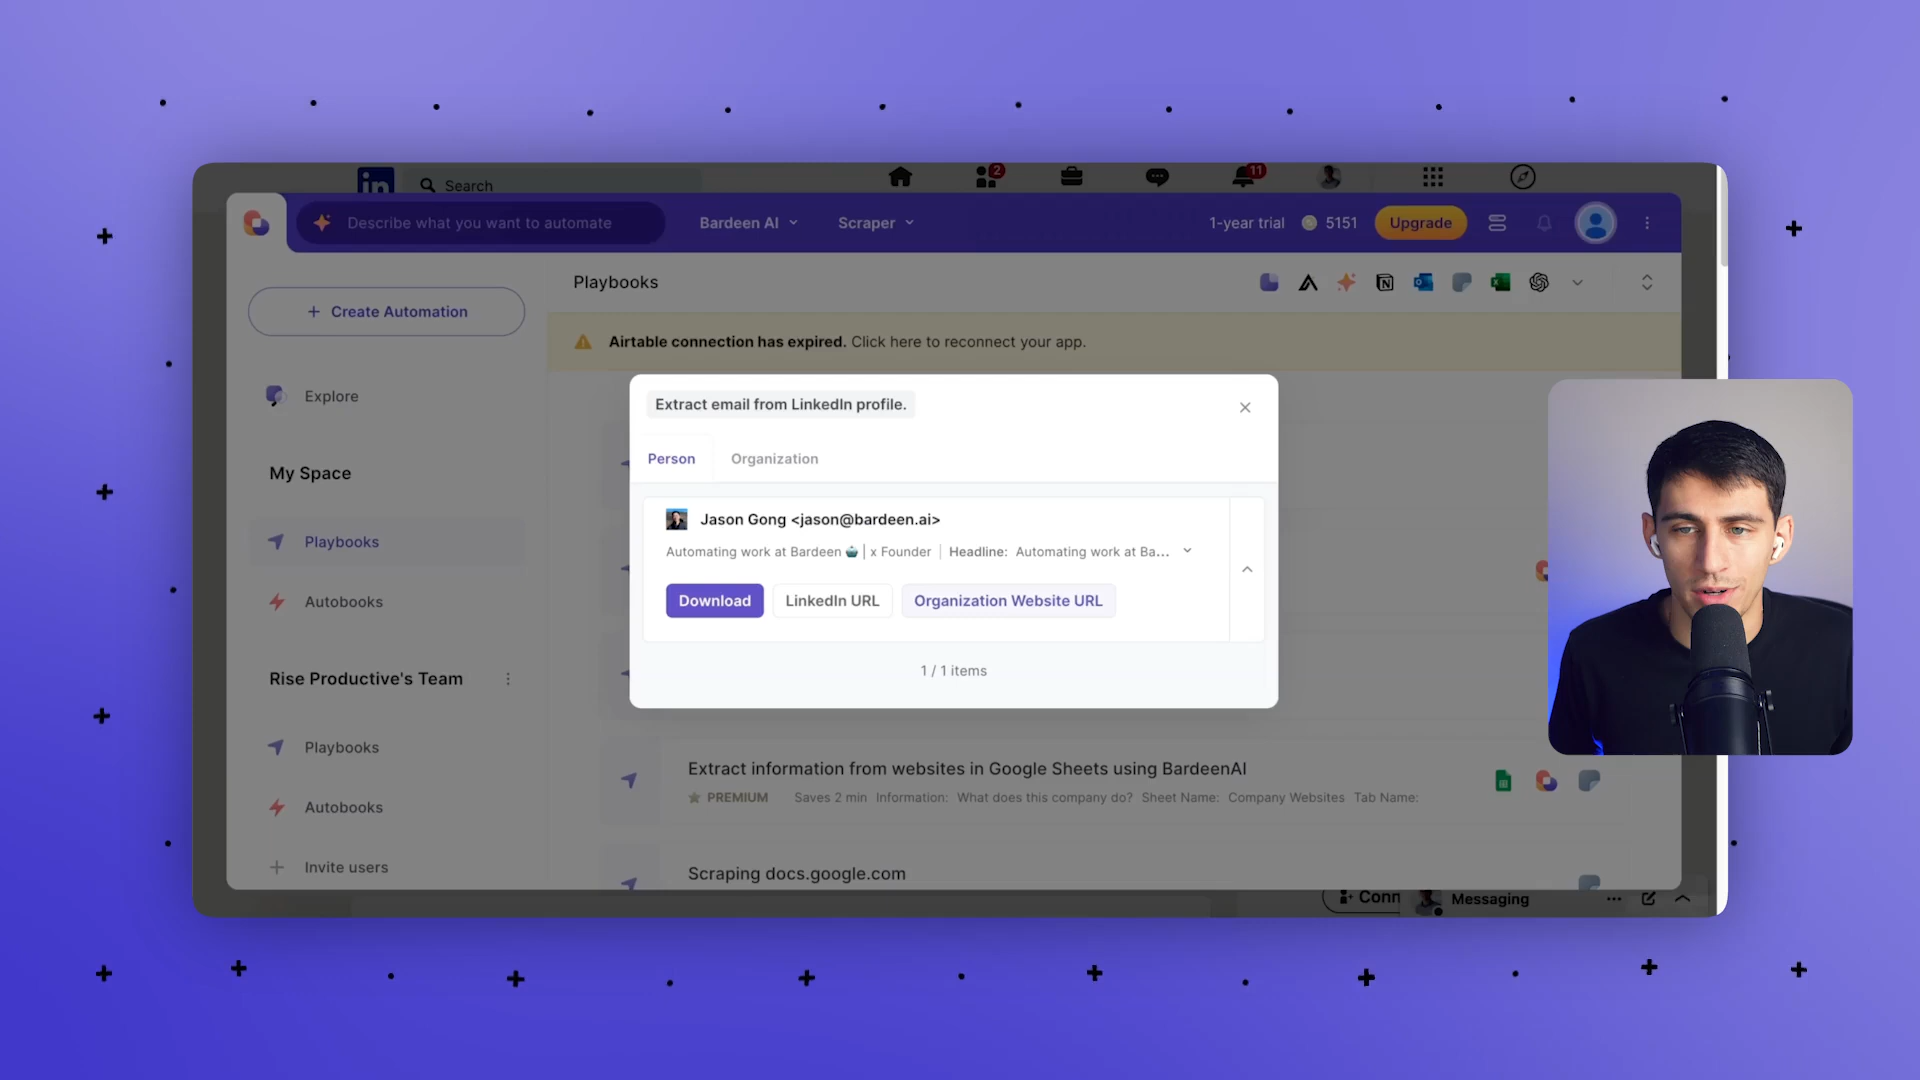 in
Search
2
11
Describe what you want to automate
Bardeen AI
Scraper
1-year trial
5151
Upgrade
+ Create Automation
Explore
My Space
Playbooks
Autobooks
Rise Productive's Team
Playbooks
Autobooks
Invite users
Playbooks
Airtable connection has expired. Click here to reconnect your app.
Extract email from LinkedIn profile.
Person
Organization
Jason Gong <jason@bardeen.ai>
Automating work at Bardeen | x Founder | Headline: Automating work at Ba...
Download
LinkedIn URL
Organization Website URL
1 / 1 items
Extract information from websites in Google Sheets using BardeenAI
PREMIUM Saves 2 min Information: What does this company do? Sheet Name: Company Websites Tab Name:
Scraping docs.google.com
Conn
Messaging